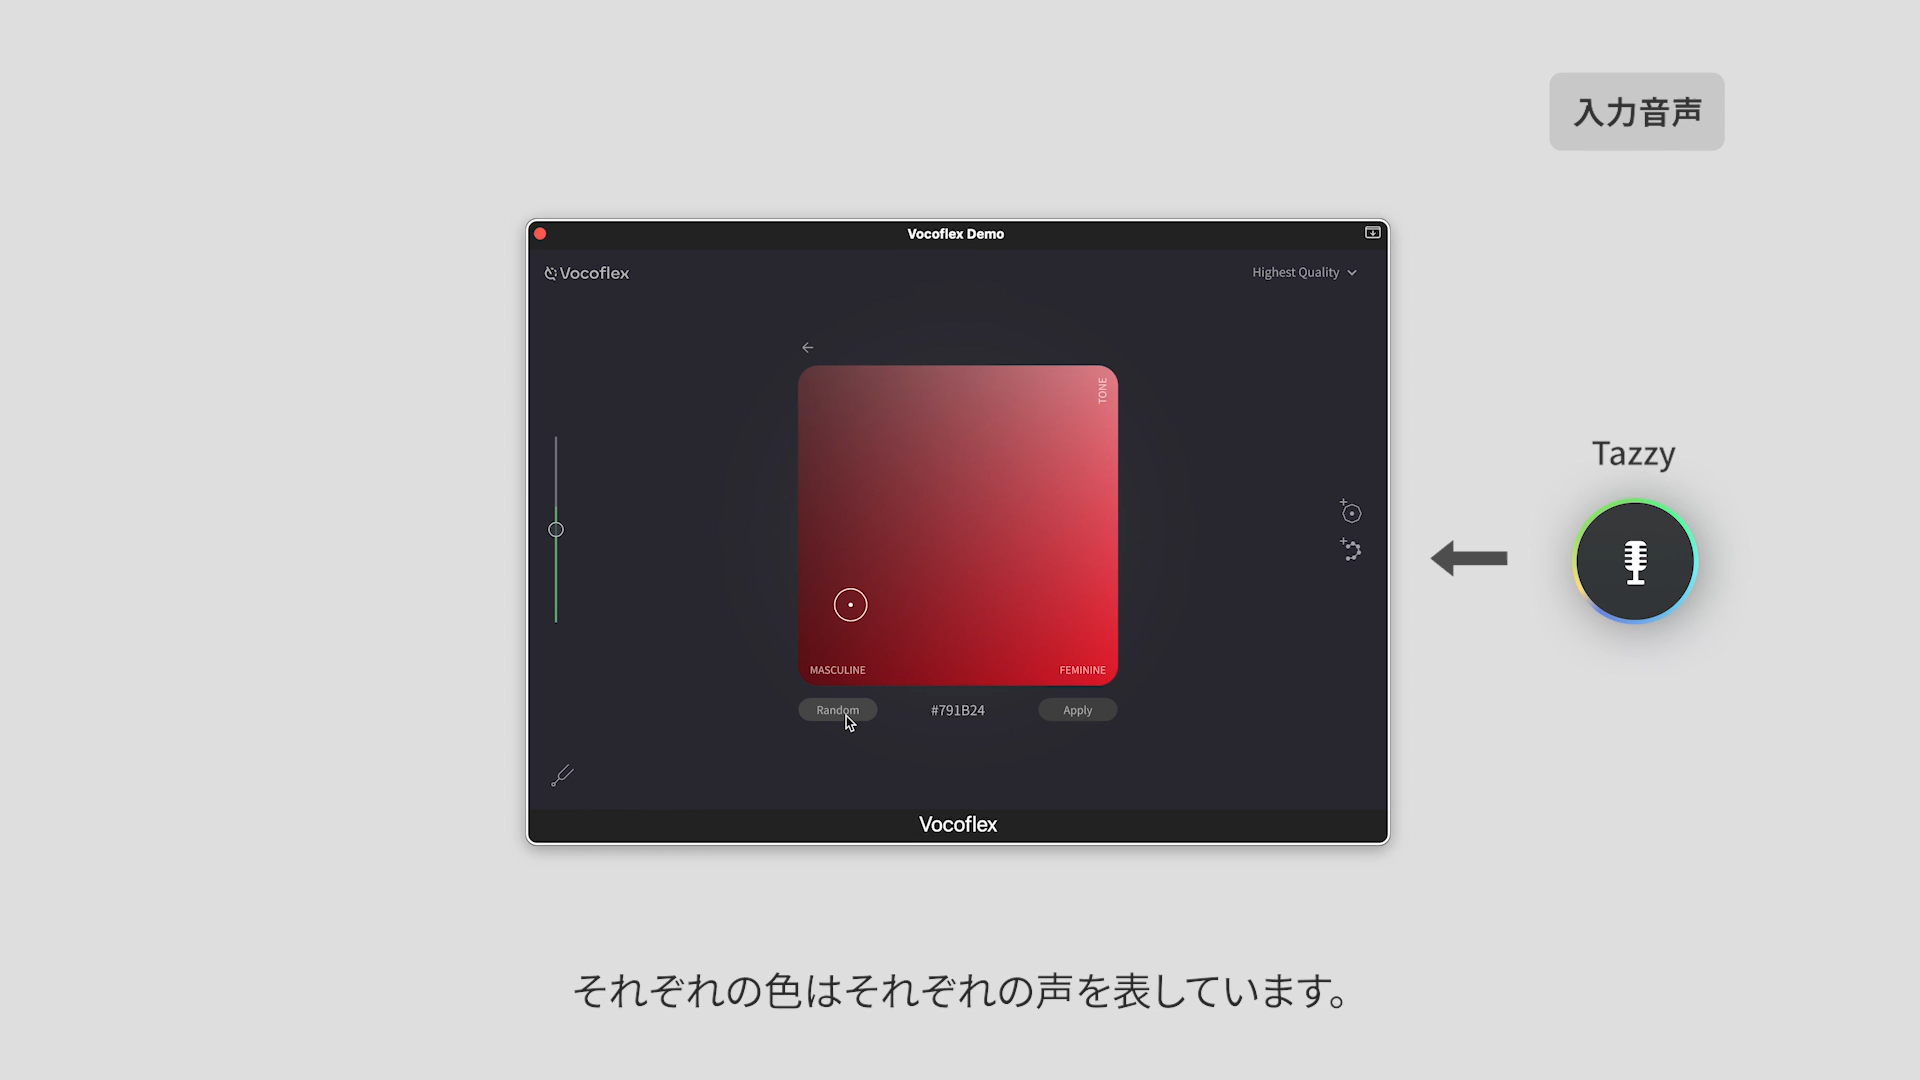 入力音声
Vocoflex Demo
Vocoflex
Highest Quality
TONE
Tazzy
MASCULINE
FEMININE
Random
#791B24
Apply
Vocoflex
それぞれの色はそれぞれの声を表しています。